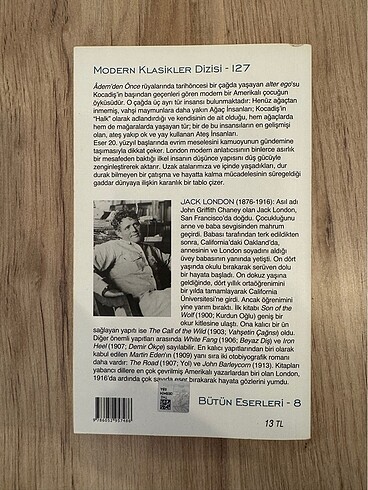 MODERN KLASİKLER DİZİSİ - 127
Âdem'den Önce rüyalarında tarihöncesi bir çağda yaşayan alter ego'su
Kocadiş'in başından geçenleri gören modern bir Amerikalı çocuğun
öyküsüdür. O çağda üç ayrı tür insan bulunmaktadır: Henüz ağaçtan
inmemiş, vahşi maymunlara daha yakın Ağaç İnsanları; Kocadiş'in
"Halk" olarak adlandırdığı ve kendisinin de ait olduğu, hem ağaçlarda
hem de mağaralarda yaşayan tür; bir de bu insansıların en gelişmişi
olan, ateş yakıp ok ve yay kullanan Ateş İnsanları.
Eser 20. yüzyıl başlarında evrim meselesini kamuoyunun gündemine
taşımasıyla dikkat çeker. London modern anlatıcısının binlerce asırlık
bir mesafeden baktığı ilkel insanın düşünce yapısını düş gücüyle
zenginleştirerek aktarır. Uzak atalarımıza ve içinde yaşadıkları, dur
durak bilmeyen bir çatışma ve hayatta kalma mücadelesinin süregeldiği
gaddar dünyaya ilişkin karanlık bir tablo çizer.
JACK LONDON (1876-1916): Asıl adı
John Griffith Chaney olan Jack London,
San Francisco'da doğdu. Çocukluğunu
anne ve baba sevgisinden mahrum
geçirdi. Babası tarafından terk edildikten
sonra, California'daki Oakland'da,
annesinin ve London soyadını aldığı
üvey babasının yanında yetişti. On dört
yaşında okulu bırakarak serüven dolu
bir hayata başladı. On dokuz yaşına
geldiğinde, dört yıllık ortaöğrenimini
bir yılda tamamlayarak California
Üniversitesi'ne girdi. Ancak öğrenimini
yine yarım bıraktı. İlk kitabı Son of the
Wolf (1900; Kurdun Oğlu) geniş bir
okur kitlesine ulaştı. Ona kalıcı bir ün
sağlayan yapıtı ise The Call of the Wild (1903; Vahşetin Çağrısı) oldu.
Diğer önemli yapıtları arasında White Fang (1906; Beyaz Diş) ve Iron
Heel (1907; Demir Ökçe) sayılabilir. En kalıcı yapıtlarından biri olarak
kabul edilen Martin Eden'ın (1909) yanı sıra iki otobiyografik romanı
daha vardır: The Road (1907; Yol) ve John Barleycorn (1913). Kitapları
yabancı dillere en çok çevrilmiş Amerikalı yazarlardan biri olan London,
1916'da ardında çok sayıda eser bırakarak hayata gözlerini yumdu.
BÜTÜN ESERLERİ - 8
13 TL